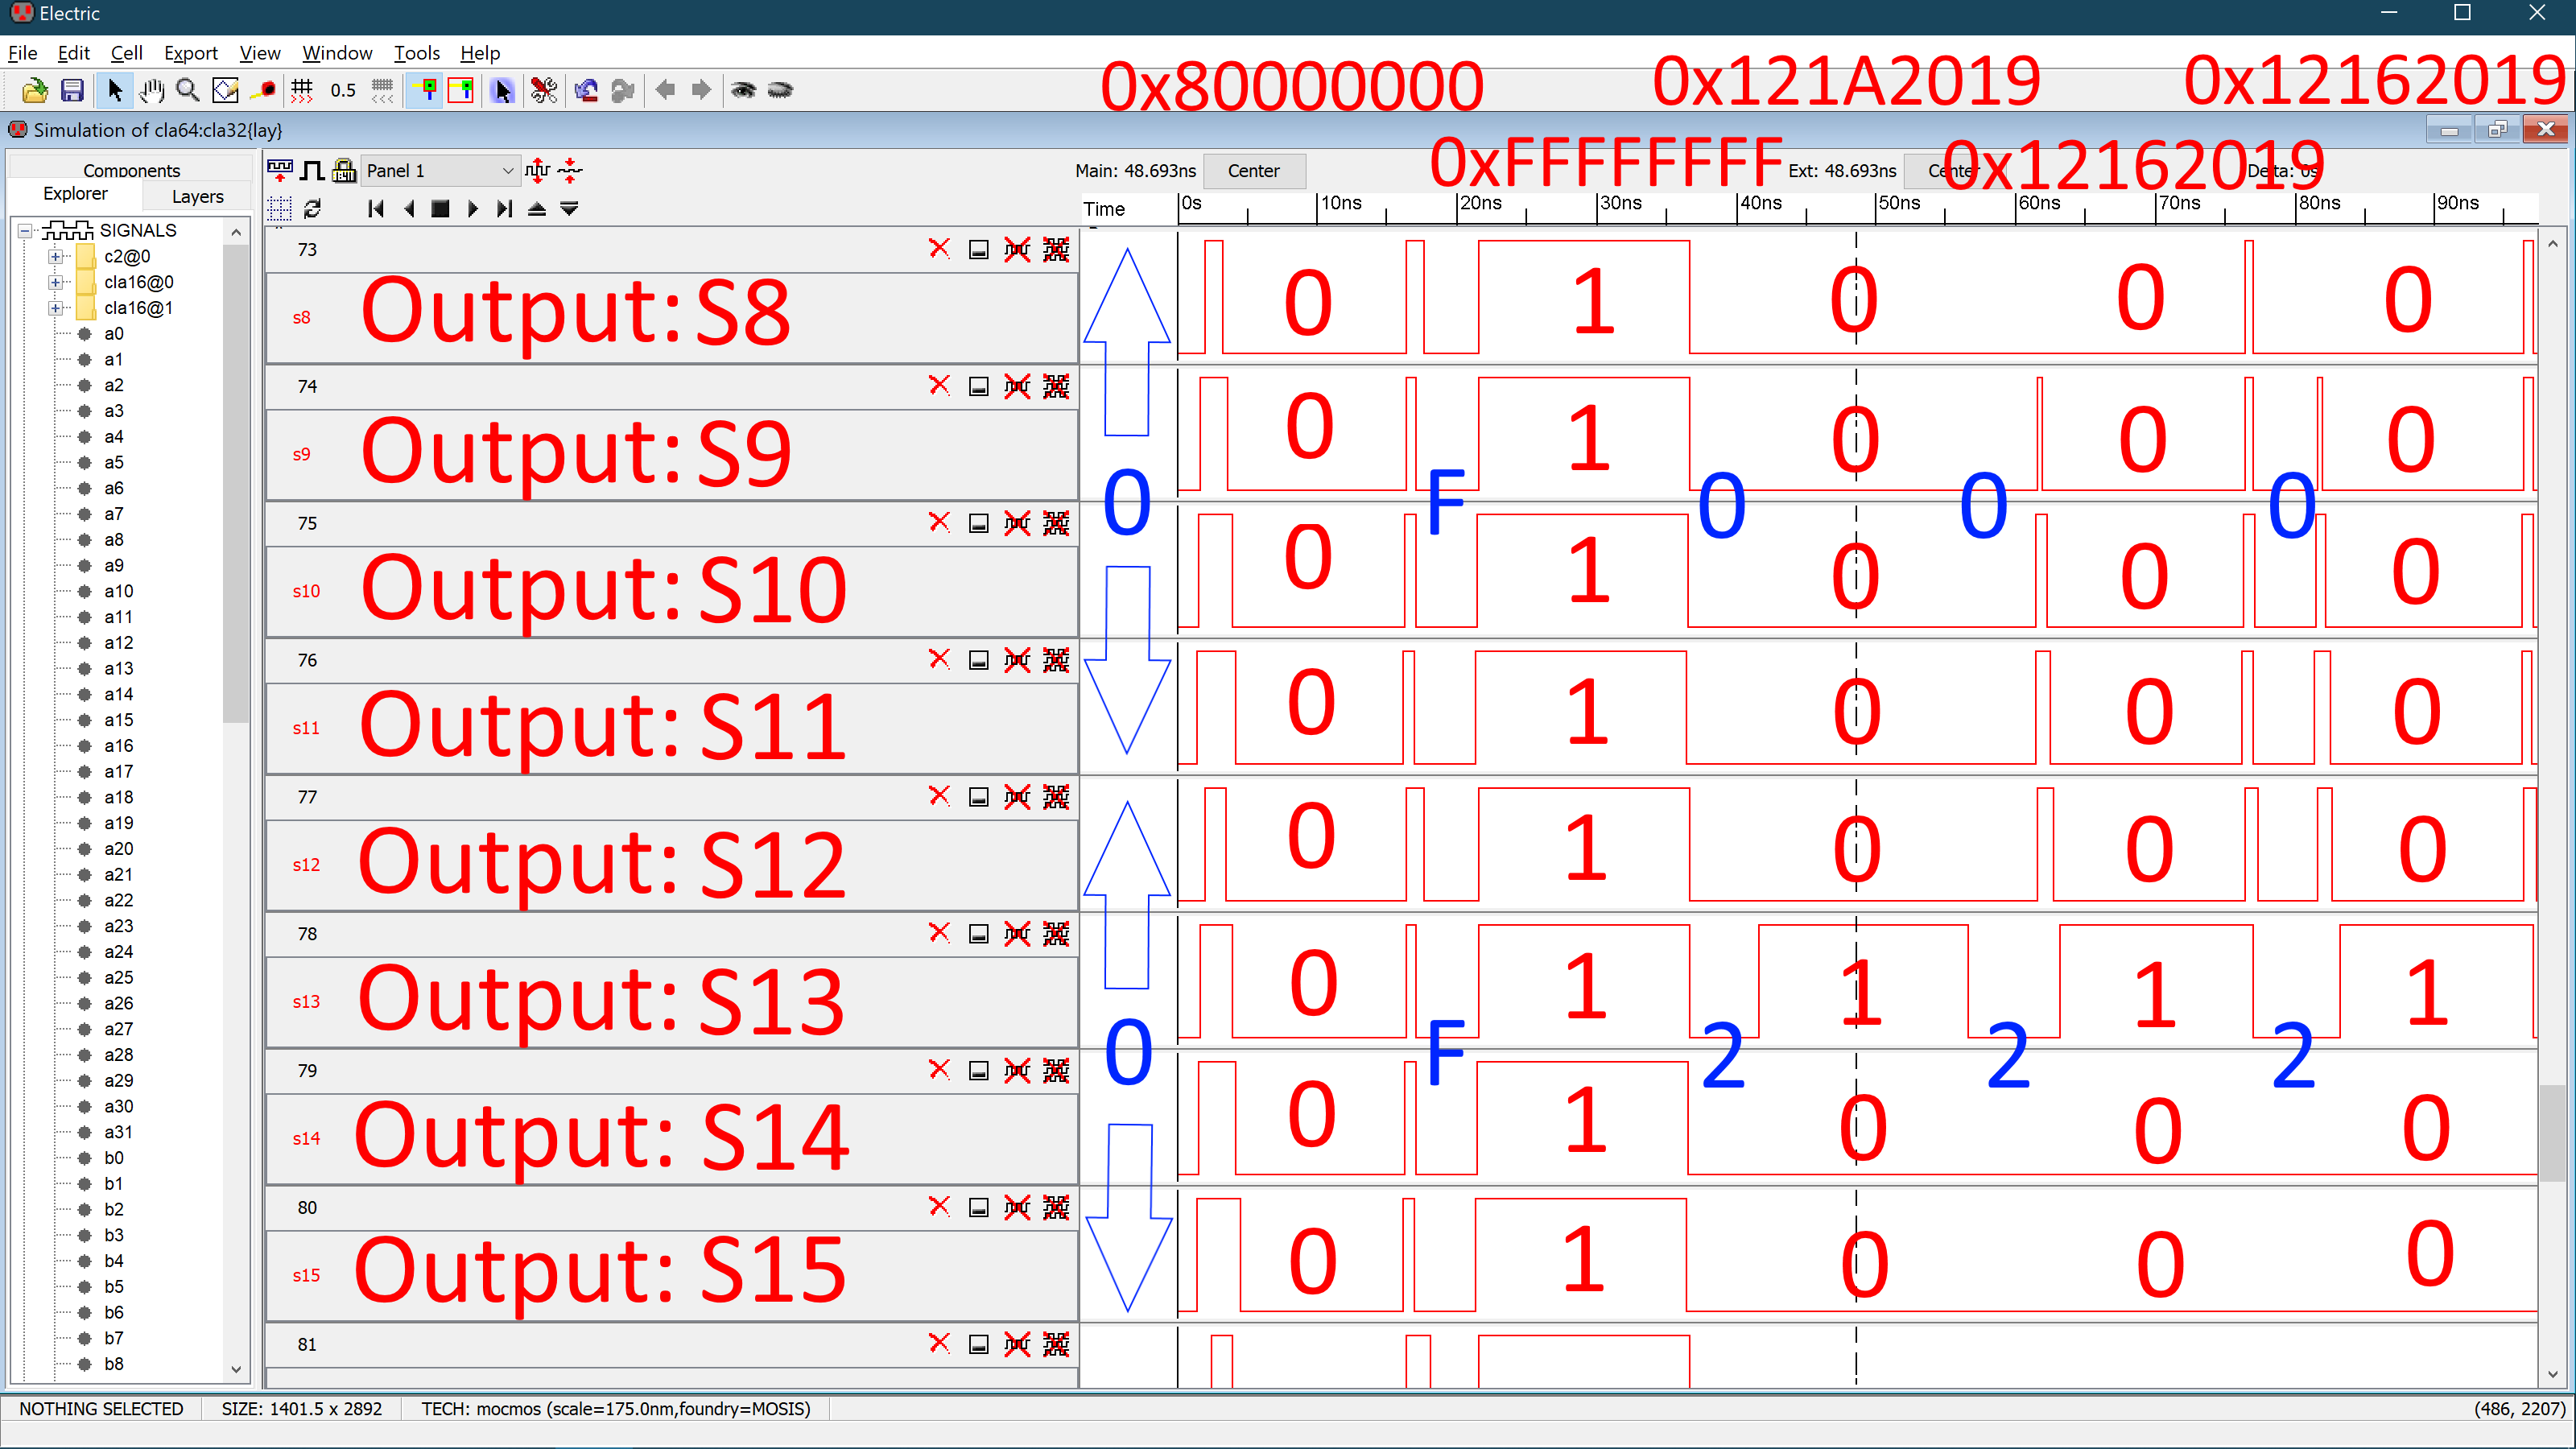 Electric
File Edit Cell Export View Window Tools Help
0.5
0x80000000 0x121A2019 0x12162019
Simulation of cla64:cla32{lay}
0xFFFFFFFF 0x12162019
Components
Explorer Layers
Panel 1
Main: 48.693ns Center Ext: 48.693ns Center Delta: 0s
Time 0s 10ns 20ns 30ns 40ns 50ns 60ns 70ns 80ns 90ns
SIGNALS
c2@0
cla16@0
cla16@1
a0
a1
a2
a3
a4
a5
a6
a7
a8
a9
a10
a11
a12
a13
a14
a15
a16
a17
a18
a19
a20
a21
a22
a23
a24
a25
a26
a27
a28
a29
a30
a31
b0
b1
b2
b3
b4
b5
b6
b7
b8
73
s8 Output: S8 0 1 0 0 0
74
s9 Output: S9 0 1 0 0 0
0 F 0 0 0
75
s10 Output: S10 0 1 0 0 0
76
s11 Output: S11 0 1 0 0 0
77
s12 Output: S12 0 1 0 0 0
78
s13 Output: S13 0 1 1 1 1
0 F 2 2 2
79
s14 Output: S14 0 1 0 0 0
80
s15 Output: S15 0 1 0 0 0
81
NOTHING SELECTED SIZE: 1401.5 x 2892 TECH: mocmos (scale=175.0nm,foundry=MOSIS) (486, 2207)